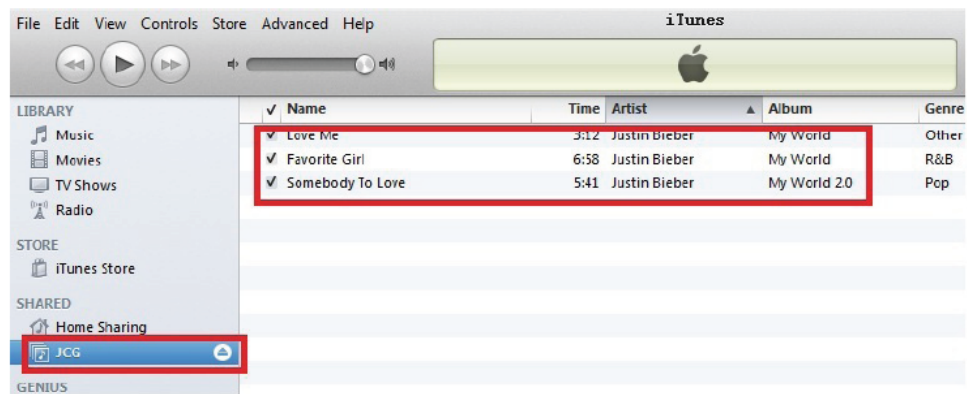 iTunes
File Edit View Controls Store Advanced Help
LIBRARY
Music
Movies
TV Shows
Radio
STORE
iTunes Store
SHARED
Home Sharing
JCG
GENIUS
✓ Name Time Artist Album Genre
✓ Love Me 3:12 Justin Bieber My World Other
✓ Favorite Girl 6:58 Justin Bieber My World R&B
✓ Somebody To Love 5:41 Justin Bieber My World 2.0 Pop